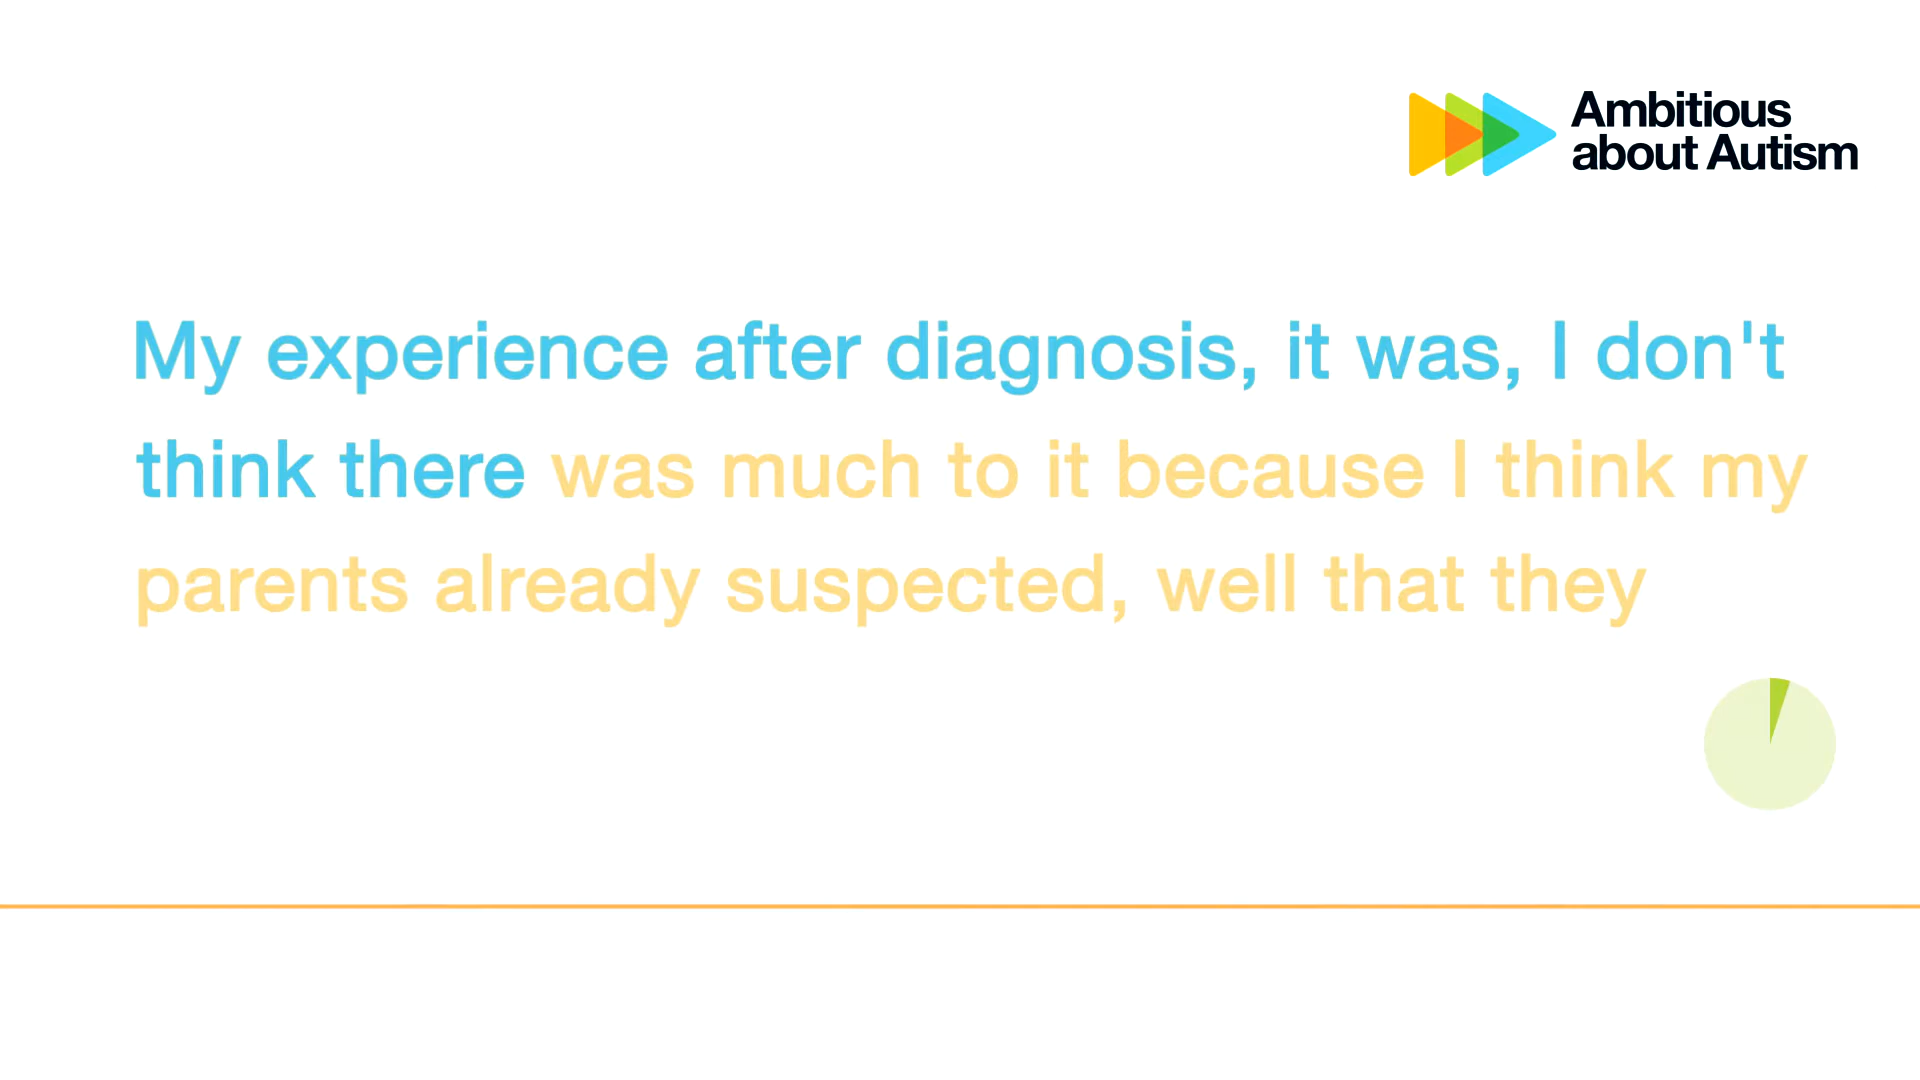 Ambitious
about Autism
My experience after diagnosis, it was, I don't
think there was much to it because I think my
parents already suspected, well that they